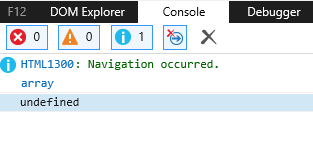 F12 DOM Explorer Console Debugger
0 0 1
HTML1300: Navigation occurred.
array
undefined